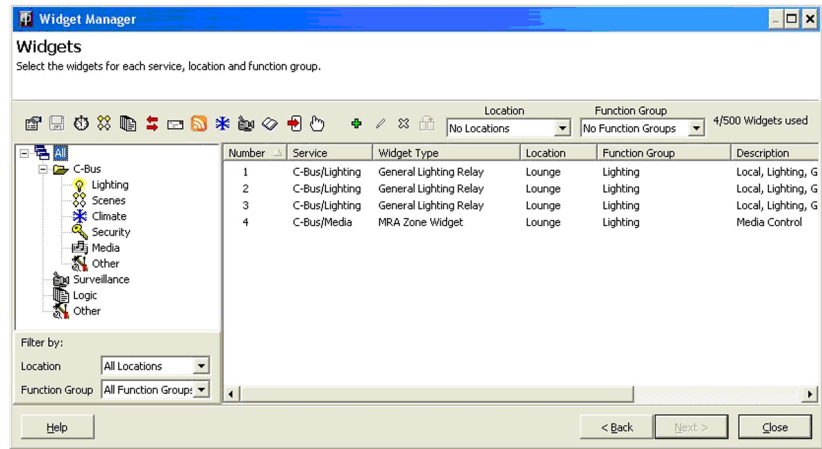 Widget Manager
Widgets
Select the widgets for each service, location and function group.
Location Function Group
No Locations No Function Groups 4/500 Widgets used
All
C-Bus
Lighting
Scenes
Climate
Security
Media
Other
Surveillance
Logic
Other
Number Service Widget Type Location Function Group Description
1 C-Bus/Lighting General Lighting Relay Lounge Lighting Local, Lighting, G
2 C-Bus/Lighting General Lighting Relay Lounge Lighting Local, Lighting, G
3 C-Bus/Lighting General Lighting Relay Lounge Lighting Local, Lighting, G
4 C-Bus/Media MRA Zone Widget Lounge Lighting Media Control
Filter by:
Location All Locations
Function Group All Function Group:
Help < Back Next > Close